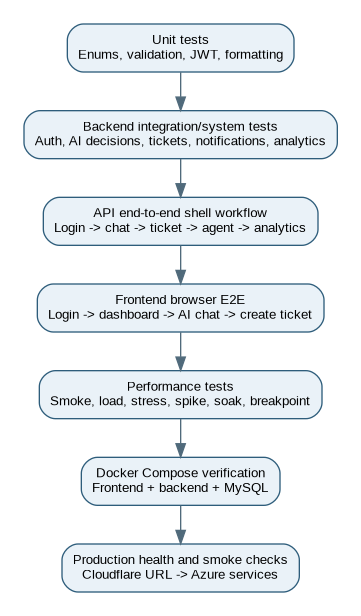 Unit tests
Enums, validation, JWT, formatting
Backend integration/system tests
Auth, AI decisions, tickets, notifications, analytics
API end-to-end shell workflow
Login -> chat -> ticket -> agent -> analytics
Frontend browser E2E
Login -> dashboard -> AI chat -> create ticket
Performance tests
Smoke, load, stress, spike, soak, breakpoint
Docker Compose verification
Frontend + backend + MySQL
Production health and smoke checks
Cloudflare URL -> Azure services